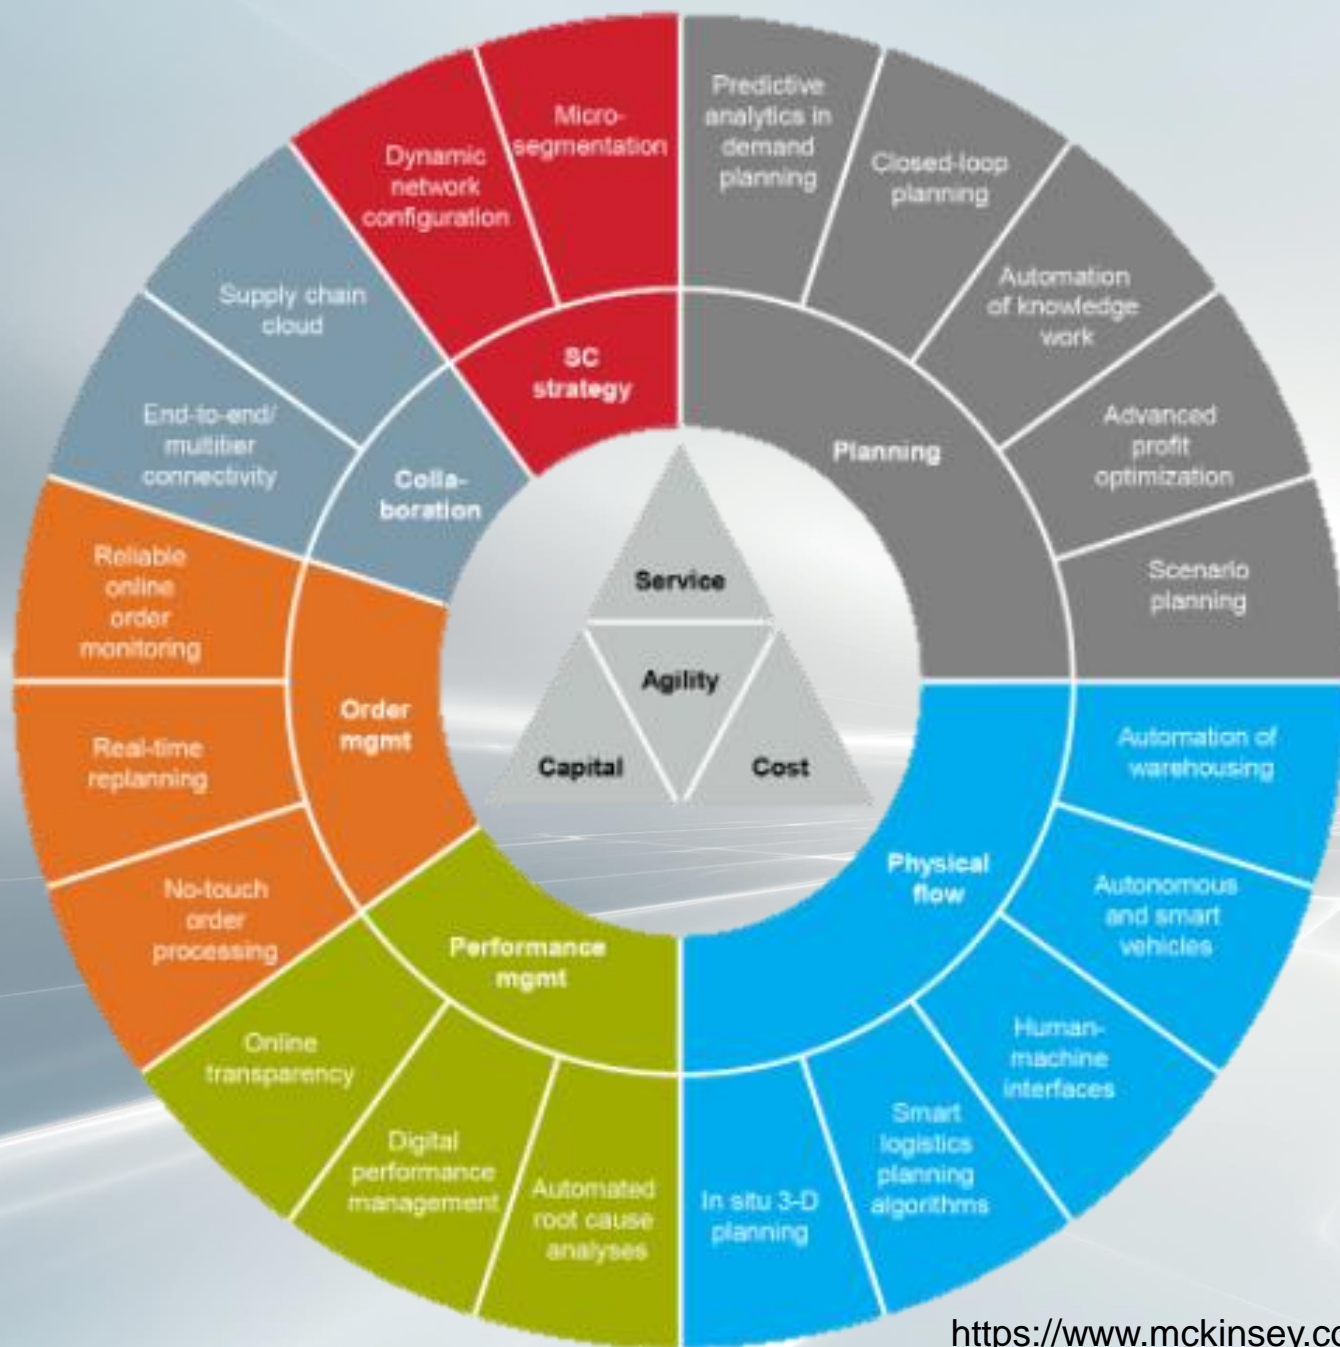 Micro-
segmentation
Predictive
analytics in
demand
planning
Closed-loop
planning
Automation
of knowledge
work
Advanced
profit
optimization
Scenario
planning
Automation of
warehousing
Autonomous
and smart
vehicles
Human-
machine
interfaces
Smart
logistics
planning
algorithms
In situ 3-D
planning
Automated
root cause
analyses
Digital
performance
management
Online
transparency
No-touch
order
processing
Real-time
replanning
Reliable
online
order
monitoring
End-to-end/
multitier
connectivity
Supply chain
cloud
Dynamic
network
configuration
SC
strategy
Planning
Physical
flow
Performance
mgmt
Order
mgmt
Colla-
boration
Service
Agility
Capital
Cost